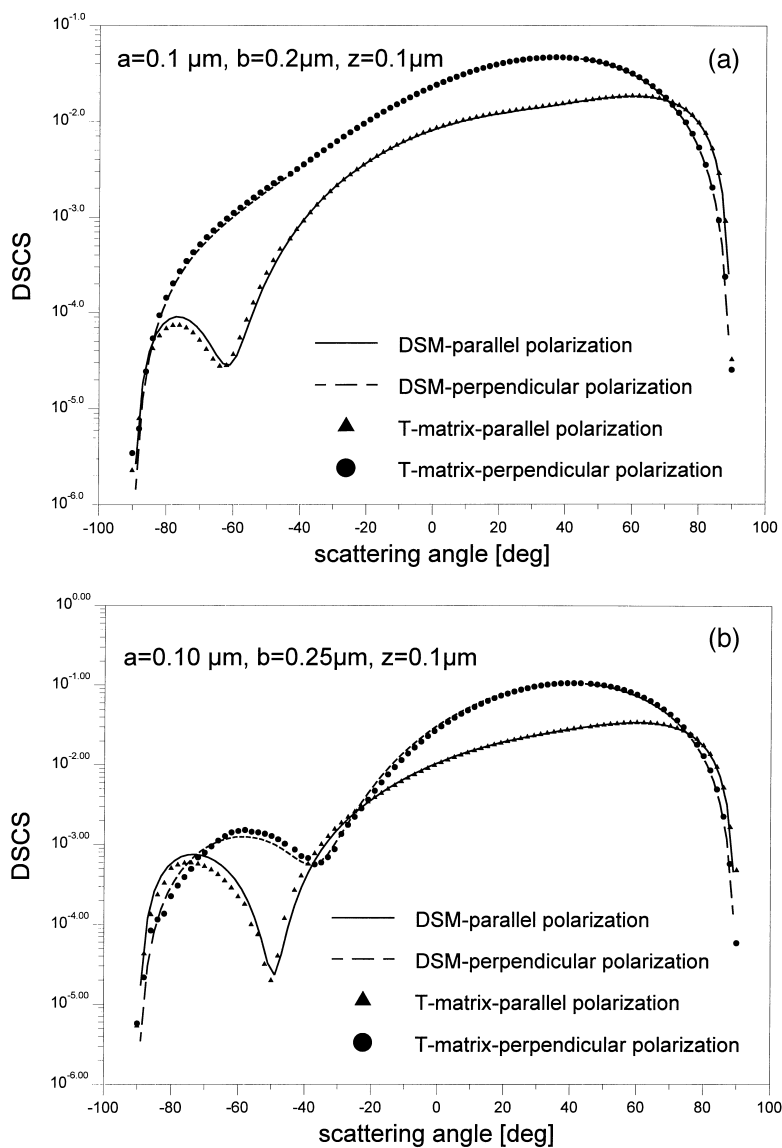 10^-1.0
a=0.1 µm, b=0.2µm, z=0.1µm
(a)
10^-2.0
10^-3.0
DSCS
10^-4.0
DSM-parallel polarization
DSM-perpendicular polarization
10^-5.0
T-matrix-parallel polarization
T-matrix-perpendicular polarization
10^-6.0
-100 -80 -60 -40 -20 0 20 40 60 80 100
scattering angle [deg]
10^0.00
(b)
a=0.10 µm, b=0.25µm, z=0.1µm
10^-1.00
10^-2.00
10^-3.00
DSCS
10^-4.00
DSM-parallel polarization
DSM-perpendicular polarization
10^-5.00
T-matrix-parallel polarization
T-matrix-perpendicular polarization
10^-6.00
-100 -80 -60 -40 -20 0 20 40 60 80 100
scattering angle [deg]